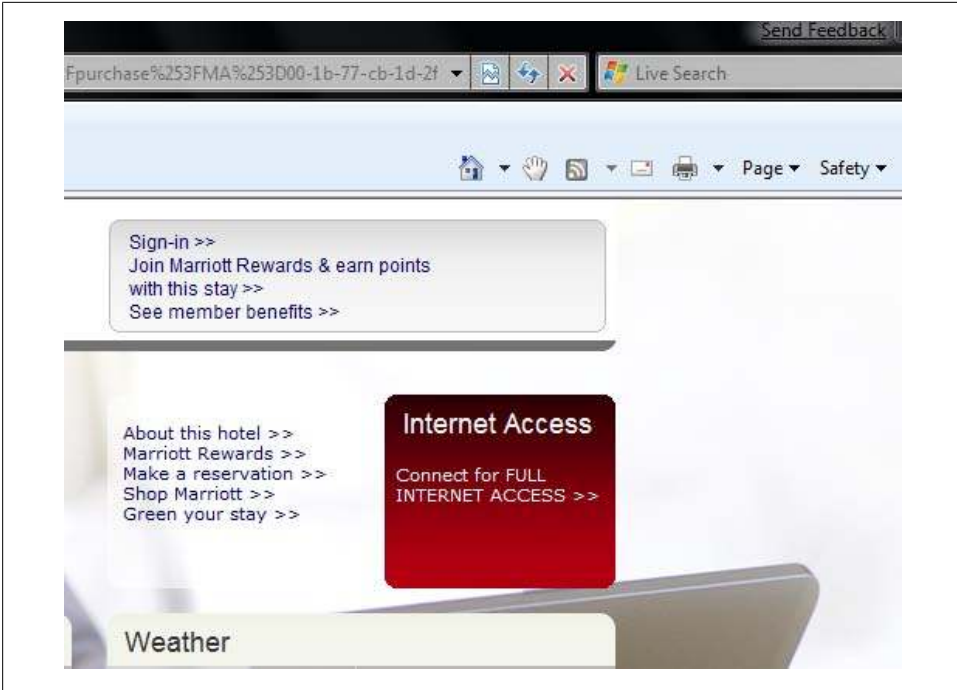 Send Feedback
Fpurchase%253FMA%253D00-1b-77-cb-1d-2f
Live Search
Page
Safety
Sign-in >>
Join Marriott Rewards & earn points
with this stay >>
See member benefits >>
About this hotel >>
Marriott Rewards >>
Make a reservation >>
Shop Marriott >>
Green your stay >>
Internet Access
Connect for FULL
INTERNET ACCESS >>
Weather